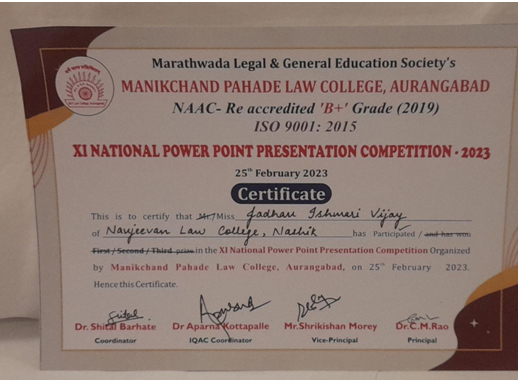 Marathwada Legal & General Education Society's
MANIKCHAND PAHADE LAW COLLEGE, AURANGABAD
NAAC- Re accredited 'B+' Grade (2019)
ISO 9001: 2015
XI NATIONAL POWER POINT PRESENTATION COMPETITION - 2023
25th February 2023
Certificate
This is to certify that Mr./Miss Jadhav Ishwari Vijay
of Navjeevan Law College, Nashik has Participated / and has won
First / Second / Third prize in the XI National Power Point Presentation Competition Organized
by Manikchand Pahade Law College, Aurangabad, on 25th February 2023.
Hence this Certificate.
Dr. Shital Barhate Dr Aparna Kottapalle Mr.Shrikishan Morey Dr.C.M.Rao
Coordinator IQAC Coordinator Vice-Principal Principal